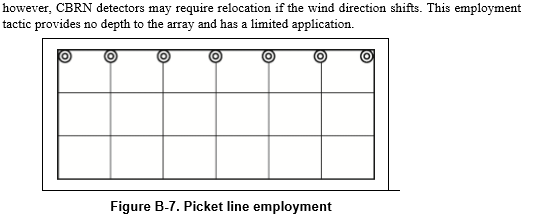 however, CBRN detectors may require relocation if the wind direction shifts. This employment
tactic provides no depth to the array and has a limited application.
Figure B-7. Picket line employment